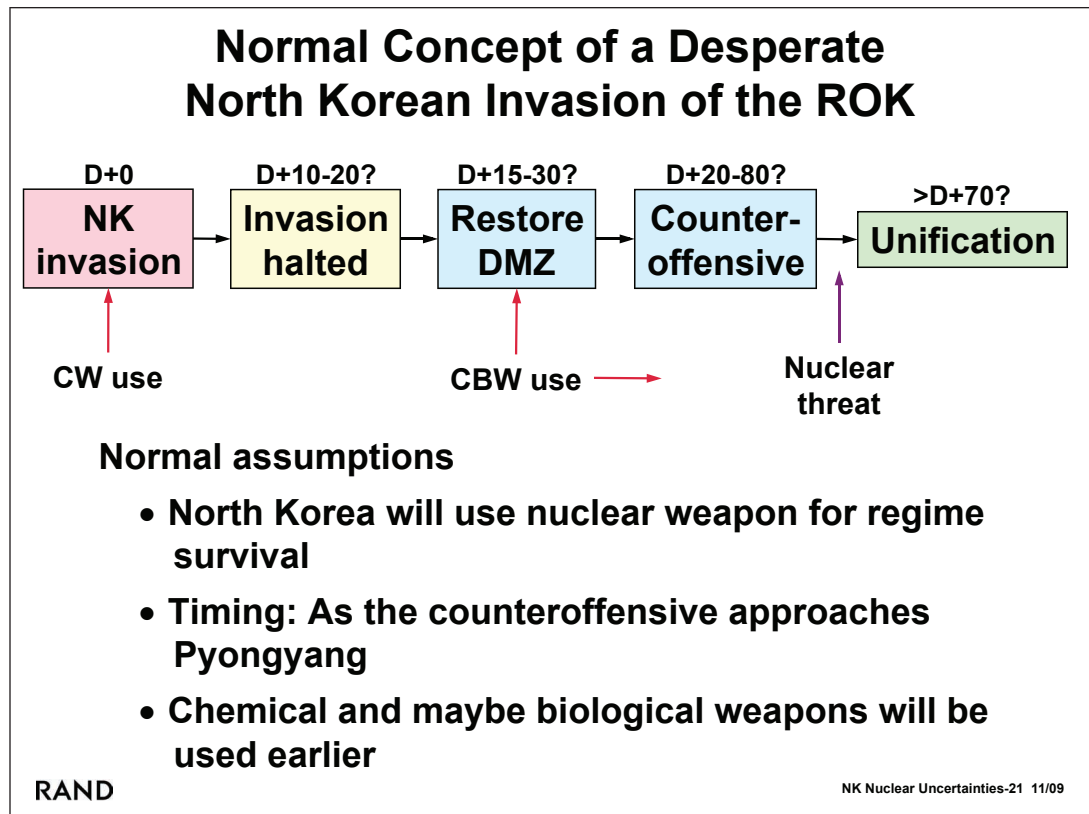 Normal Concept of a Desperate
North Korean Invasion of the ROK
D+0
NK
invasion
D+10-20?
Invasion
halted
D+15-30?
Restore
DMZ
D+20-80?
Counter-
offensive
>D+70?
Unification
CW use
CBW use
Nuclear
threat
Normal assumptions
• North Korea will use nuclear weapon for regime
survival
• Timing: As the counteroffensive approaches
Pyongyang
• Chemical and maybe biological weapons will be
used earlier
RAND
NK Nuclear Uncertainties-21 11/09